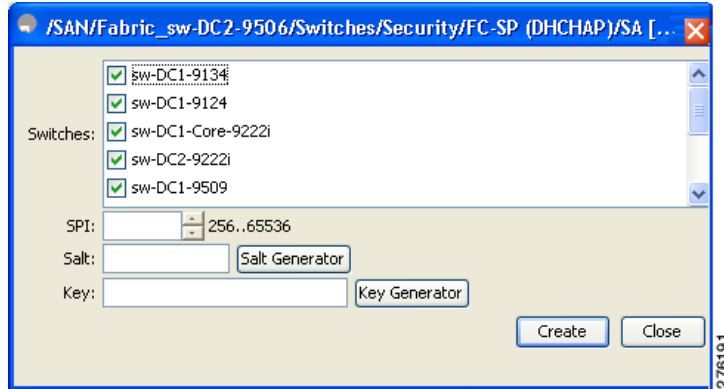 /SAN/Fabric_sw-DC2-9506/Switches/Security/FC-SP (DHCHAP)/SA [...
sw-DC1-9134
sw-DC1-9124
Switches:
sw-DC1-Core-9222i
sw-DC2-9222i
sw-DC1-9509
SPI:
256..65536
Salt:
Salt Generator
Key:
Key Generator
Create
Close
276191